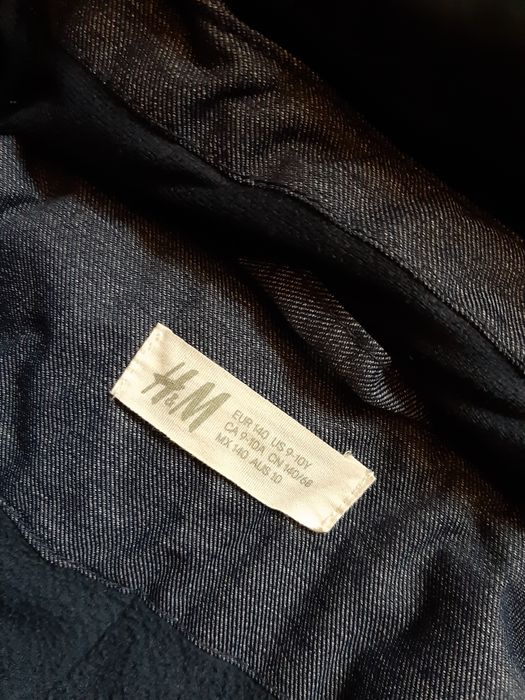 H&M
EUR 140 US 9-10Y
CA 9-10A CN 140/68
MX 140 AUS 10